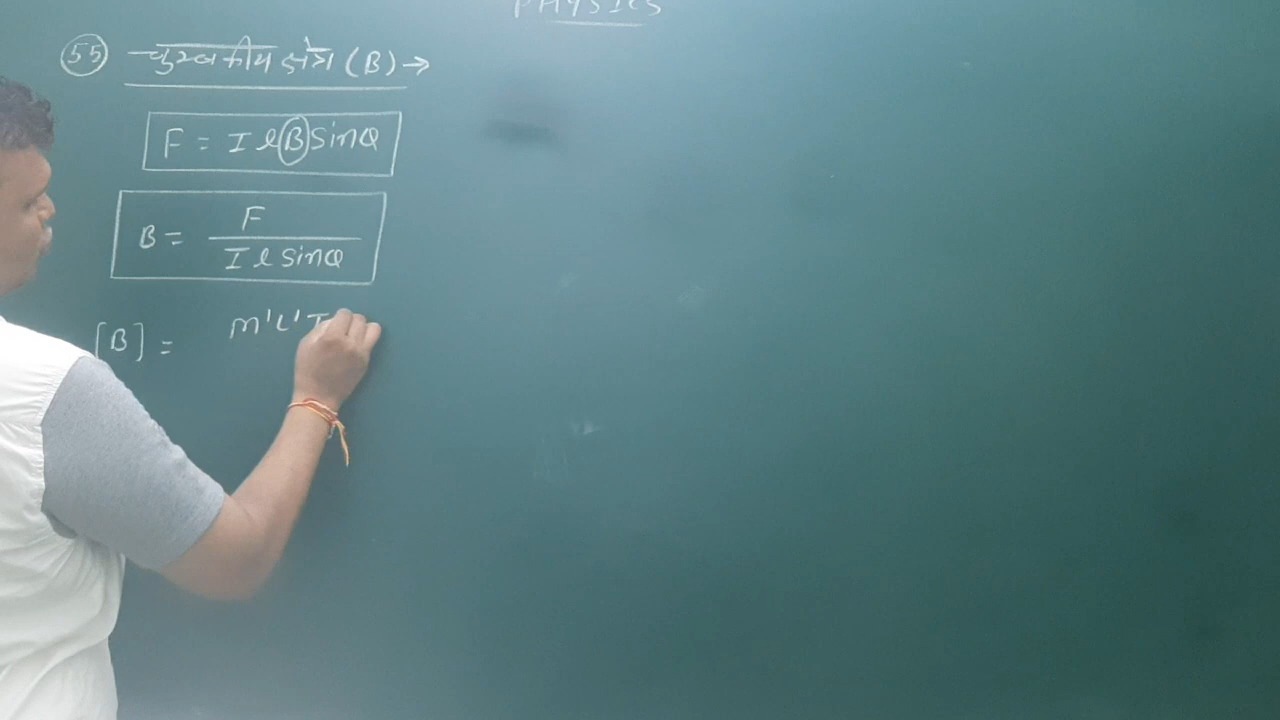 PHYSICS
(55) चुम्बकीय क्षेत्र (B) →
F = I l B sinθ
B = F / I l sinθ
[B] = M¹L¹T